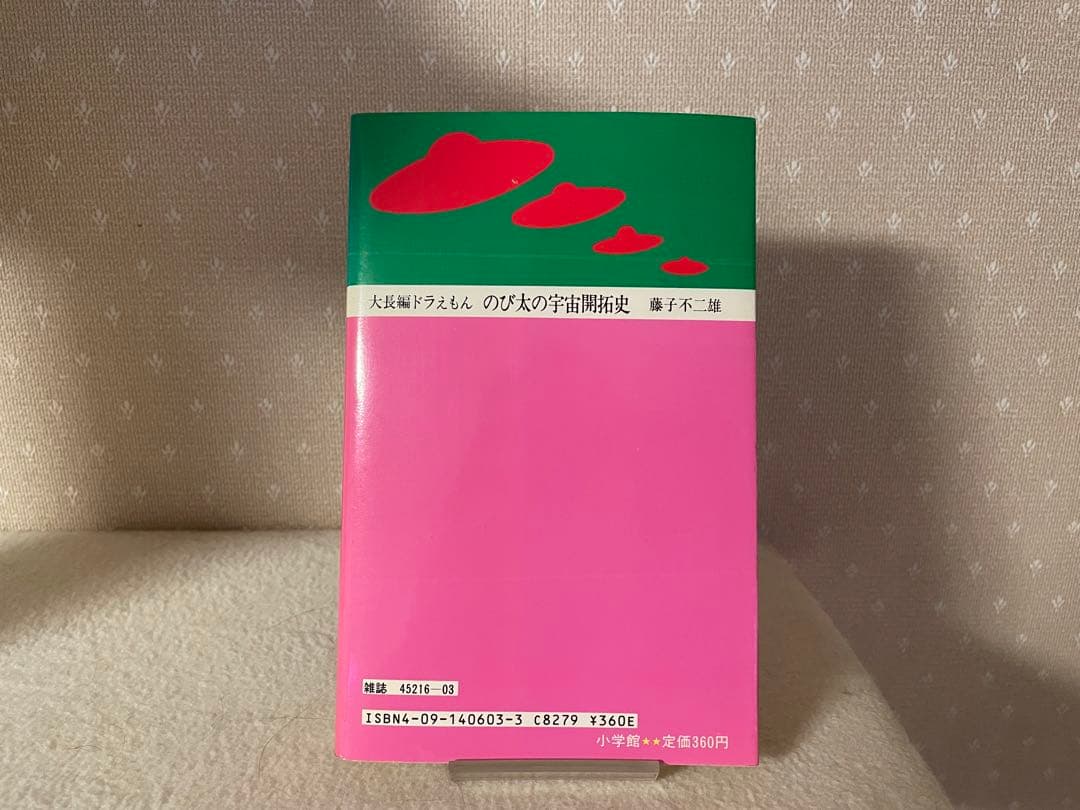 大長編ドラえもん のび太の宇宙開拓史 藤子不二雄
雑誌 45216-03
ISBN4-09-140603-3 C8279 ¥360E
小学館★★定価360円